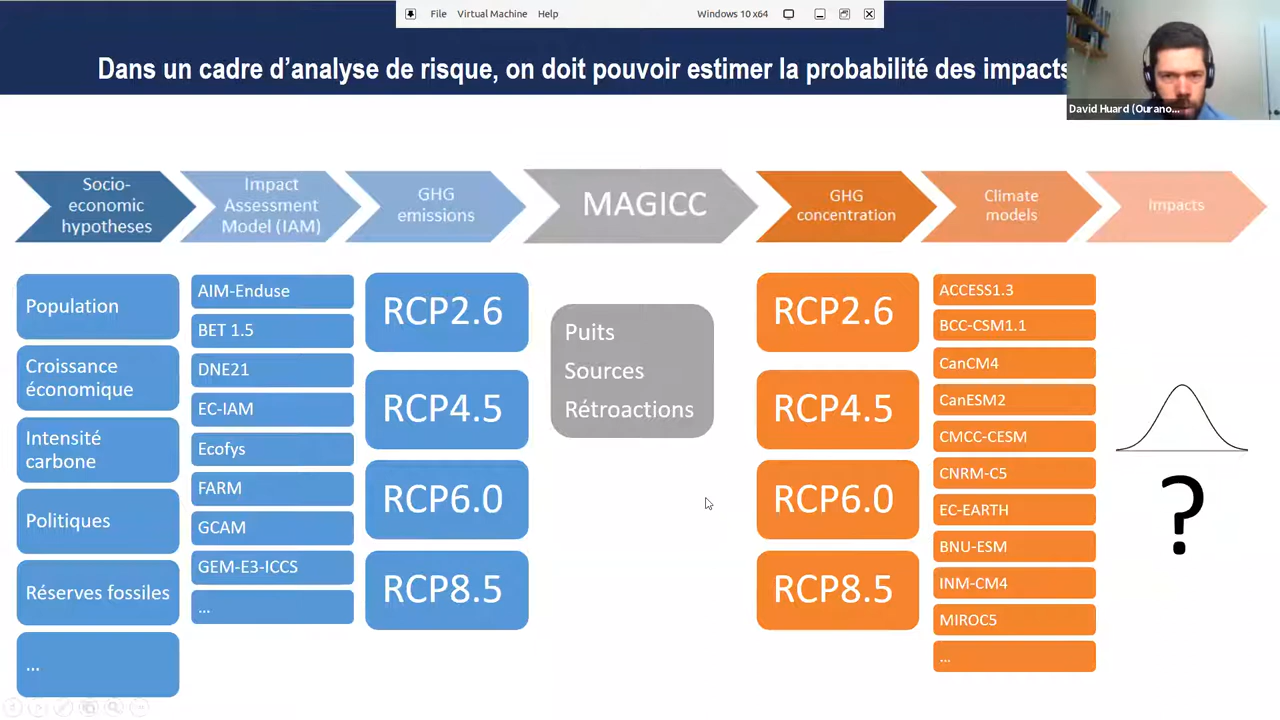 File Virtual Machine Help
Windows 10 x64
Dans un cadre d’analyse de risque, on doit pouvoir estimer la probabilité des impacts
David Huard (Ourano...
Socio-
economic
hypotheses
Impact
Assessment
Model (IAM)
GHG
emissions
MAGICC
GHG
concentration
Climate
models
Impacts
Population
Croissance
économique
Intensité
carbone
Politiques
Réserves fossiles
...
AIM-Enduse
BET 1.5
DNE21
EC-IAM
Ecofys
FARM
GCAM
GEM-E3-ICCS
...
RCP2.6
RCP4.5
RCP6.0
RCP8.5
Puits
Sources
Rétroactions
RCP2.6
RCP4.5
RCP6.0
RCP8.5
ACCESS1.3
BCC-CSM1.1
CanCM4
CanESM2
CMCC-CESM
CNRM-C5
EC-EARTH
BNU-ESM
INM-CM4
MIROC5
...
?